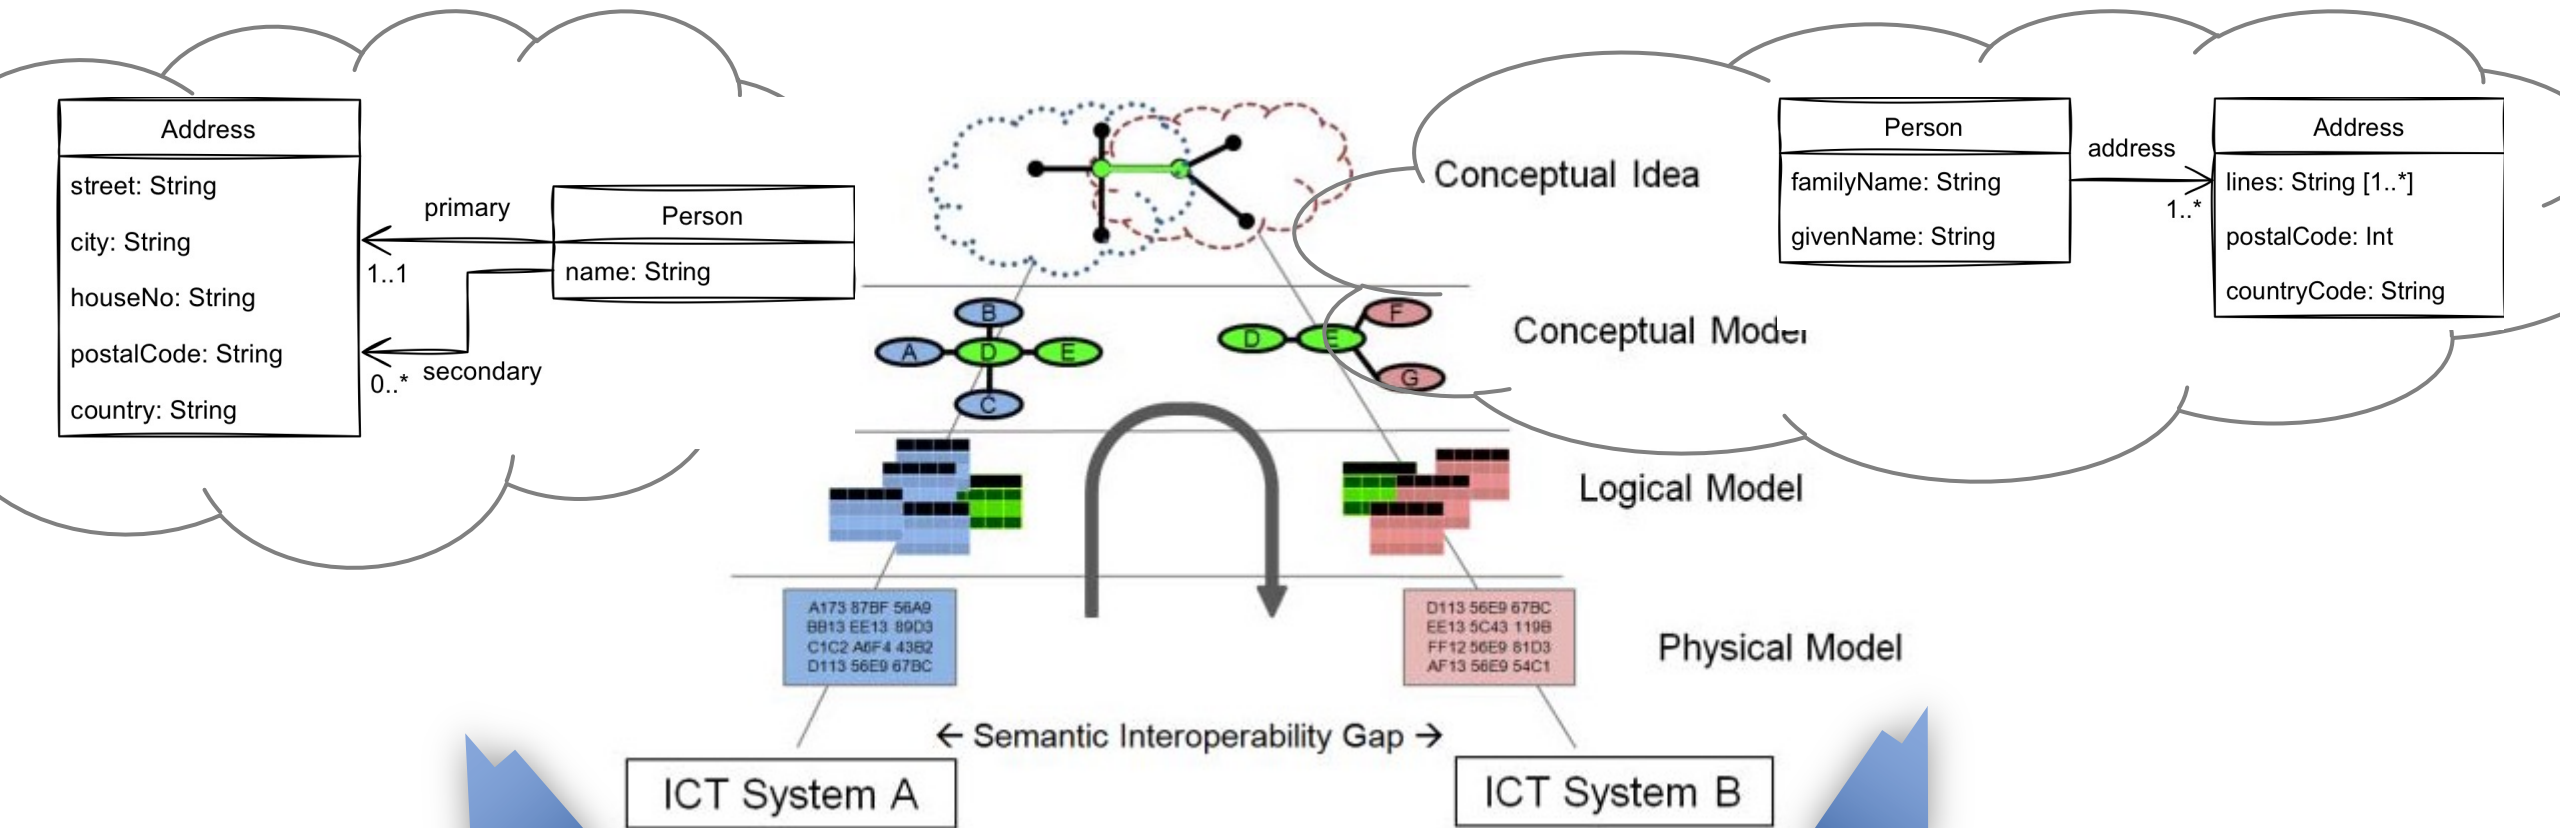 Address
street: String
city: String
houseNo: String
postalCode: String
country: String
primary
1..1
0..*
secondary
Person
name: String
Conceptual Idea
Person
familyName: String
givenName: String
address
1..*
Address
lines: String [1..*]
postalCode: Int
countryCode: String
B
A
D
E
C
D
E
F
G
Conceptual Model
Logical Model
A173 87BF 56A9
BB13 EE13 89D3
C1C2 A6F4 43B2
D113 56E9 67BC
D113 56E9 67BC
EE13 5C43 119B
FF12 56E9 81D3
AF13 56E9 54C1
Physical Model
← Semantic Interoperability Gap →
ICT System A
ICT System B